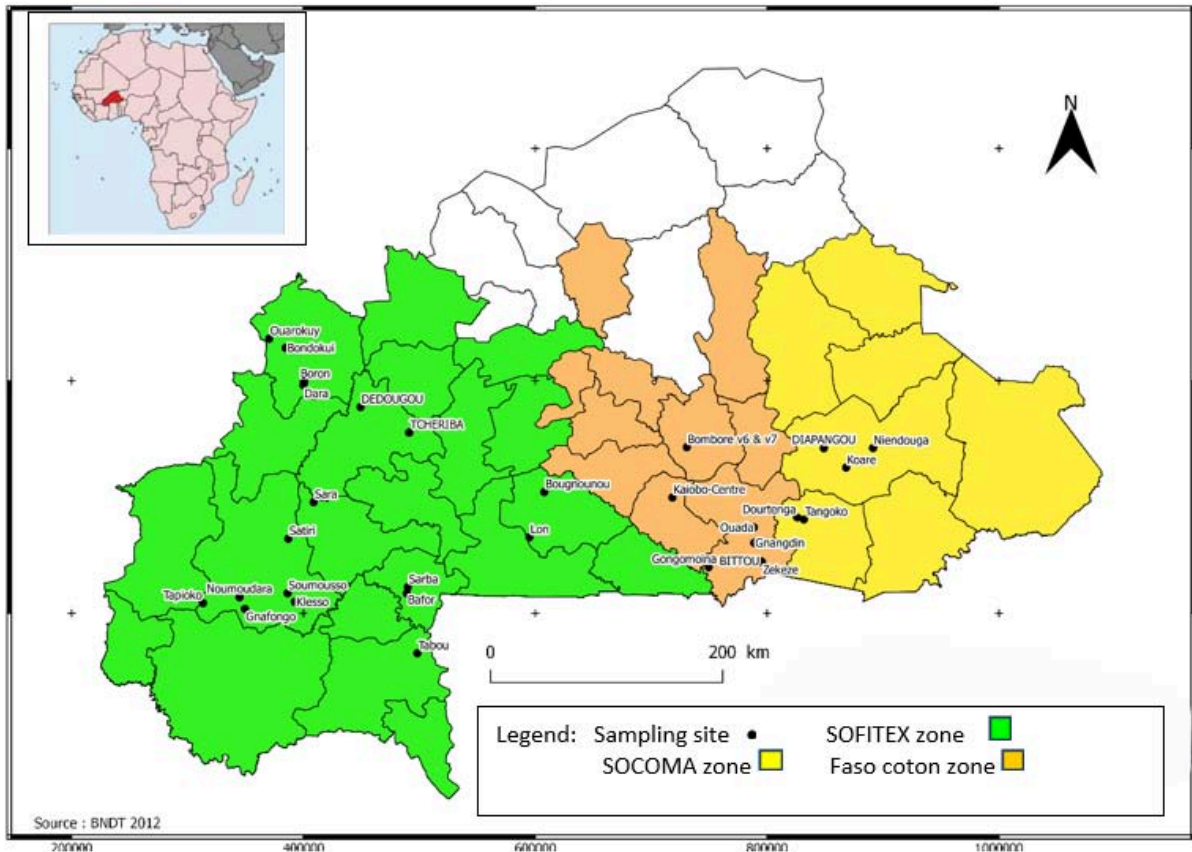 N
Ouarokuy
Bondokui
Boron
Dara
DEDOUGOU
TCHERIBA
Bombore v6 & v7
DIAPANGOU
Niendouga
Koare
Sara
Bougnounou
Kaiobo-Centre
Dourtenga
Tangoko
Satiri
Lon
Ouada
Gnangdin
Gongomoina
BITTOU
Zekeze
Tapioko
Noumoudara
Soumousso
Klesso
Gnafongo
Sarba
Bafor
Tabou
0 200 km
Legend: Sampling site SOFITEX zone
SOCOMA zone Faso coton zone
Source : BNDT 2012
200000 400000 600000 800000 1000000